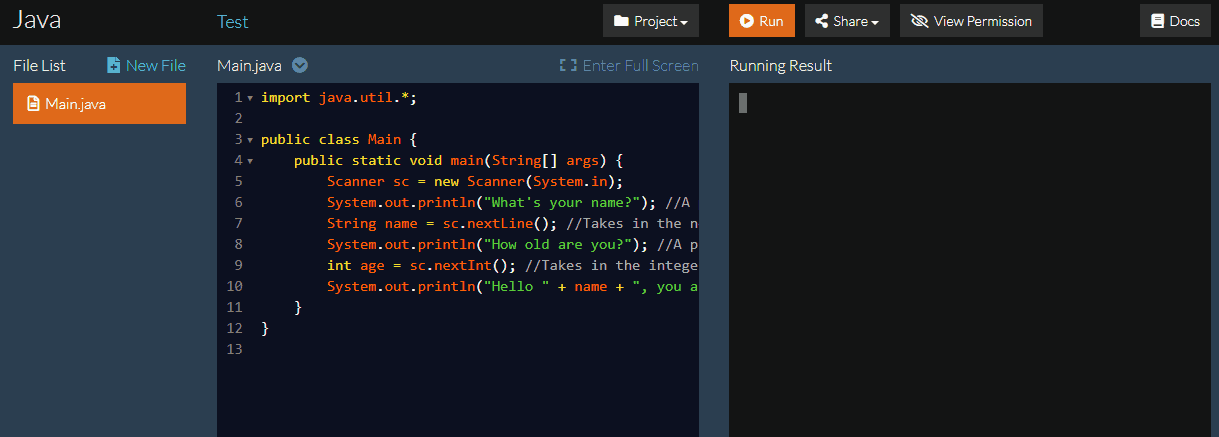 Java
Test
Project
Run
Share
View Permission
Docs
File List
New File
Main.java
Main.java
Enter Full Screen
Running Result
1 import java.util.*;
2
3 public class Main {
4 public static void main(String[] args) {
5 Scanner sc = new Scanner(System.in);
6 System.out.println("What's your name?"); //A
7 String name = sc.nextLine(); //Takes in the n
8 System.out.println("How old are you?"); //A p
9 int age = sc.nextInt(); //Takes in the intege
10 System.out.println("Hello " + name + ", you a
11 }
12 }
13